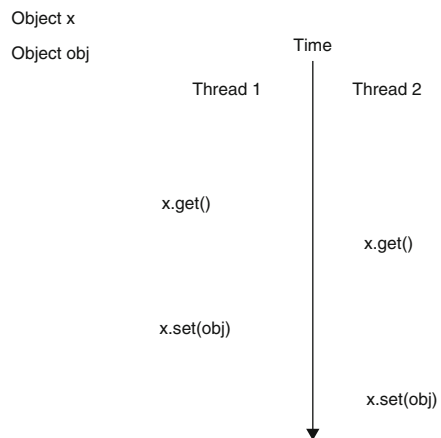 Object x
Object obj
Time
Thread 1
Thread 2
x.get()
x.get()
x.set(obj)
x.set(obj)